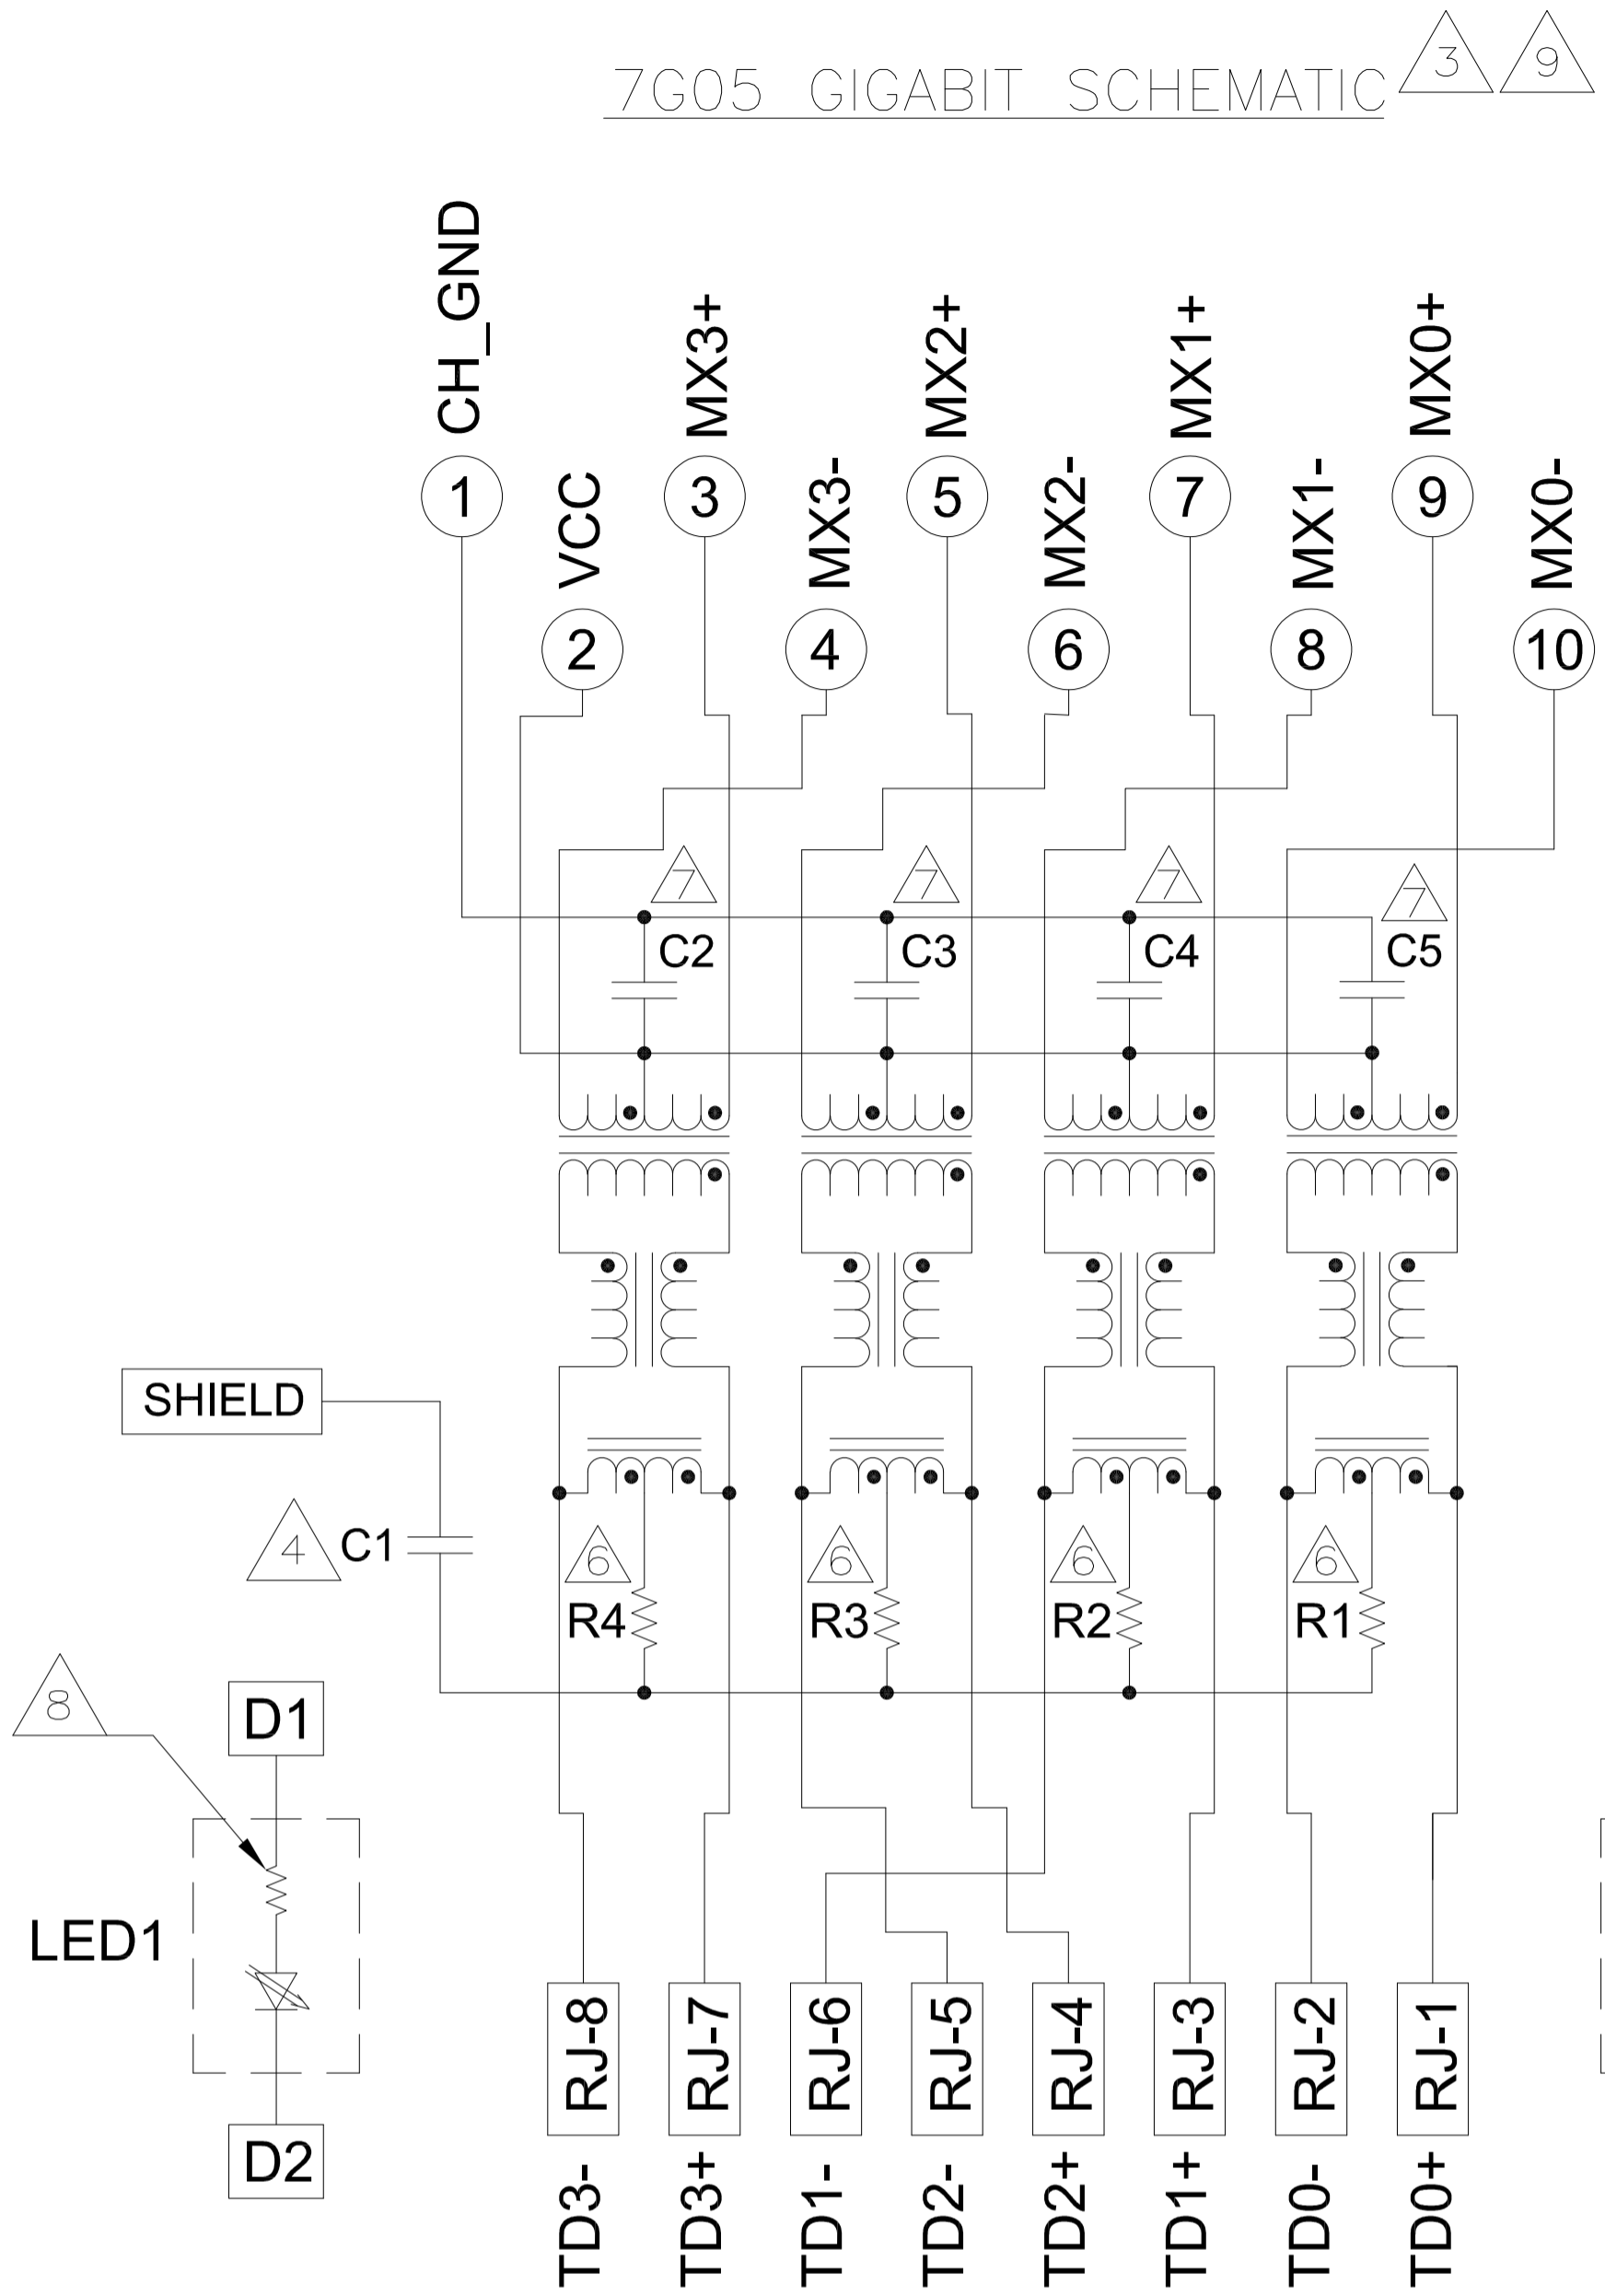 7G05 GIGABIT SCHEMATIC
3
9
CH_GND
MX3+
MX2+
MX1+
MX0+
1
VCC
3
MX3-
5
MX2-
7
MX1-
9
MX0-
2
4
6
8
10
7
7
7
7
C2
C3
C4
C5
SHIELD
4
C1
6
6
6
6
R4
R3
R2
R1
8
D1
LED1
D2
RJ-8
RJ-7
RJ-6
RJ-5
RJ-4
RJ-3
RJ-2
RJ-1
TD3-
TD3+
TD1-
TD2-
TD2+
TD1+
TD0-
TD0+